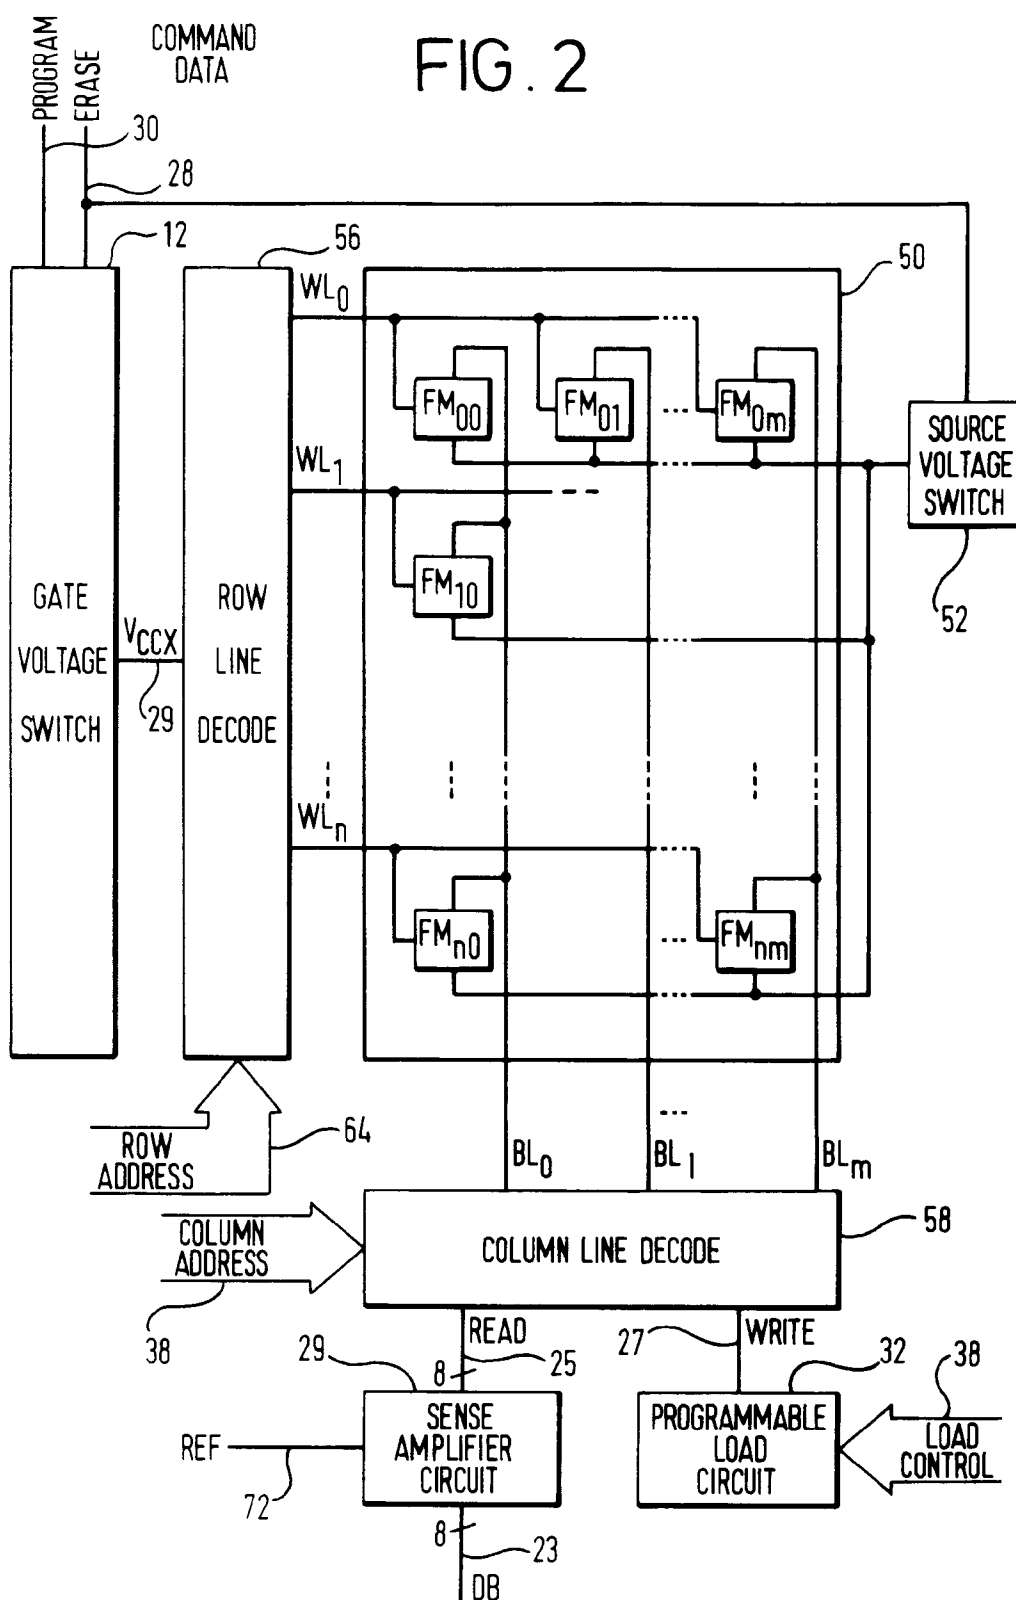 COMMAND
DATA
FIG. 2
PROGRAM
ERASE
30
28
12
56
50
WL0
FM00
FM01
...
FM0m
SOURCE
VOLTAGE
SWITCH
52
WL1
FM10
GATE
VOLTAGE
SWITCH
VCCX
29
ROW
LINE
DECODE
WLn
FMn0
...
FMnm
ROW
ADDRESS
64
...
BL0
BL1
BLm
COLUMN
ADDRESS
38
COLUMN LINE DECODE
58
READ
8
25
27
WRITE
29
SENSE
AMPLIFIER
CIRCUIT
REF
72
32
PROGRAMMABLE
LOAD
CIRCUIT
38
LOAD
CONTROL
8
23
DB